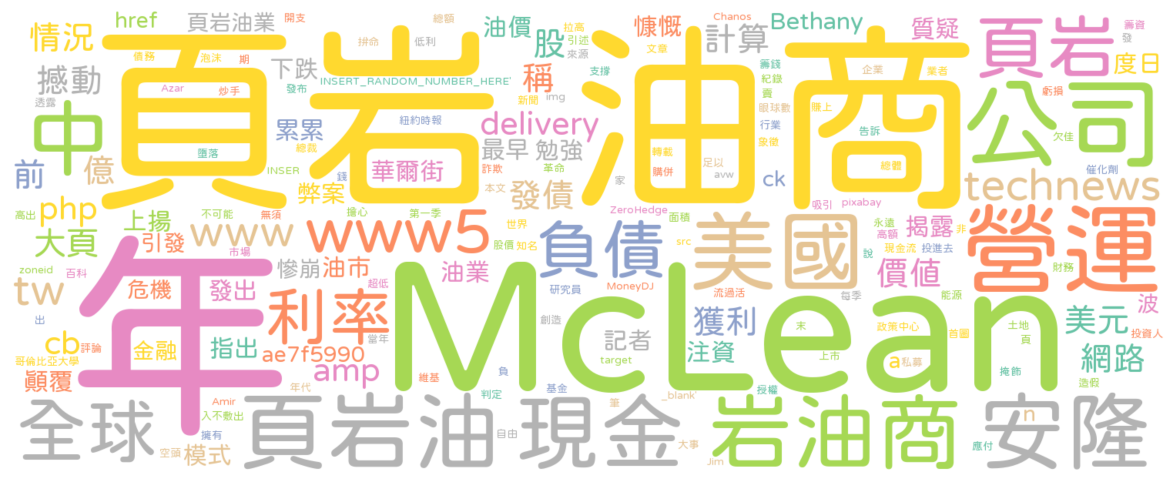 頁岩油商
年
McLean
公司
營運
頁岩
美國
中
全球
頁岩油
現金
岩油商
安隆
www5
利率
負債
technews
href
頁岩油業
開支
總額
油價
慷慨
Chanos
籌資
情況
債務
泡沫
期
拚命
低利
拉高
引述
股
文章
計算
Bethany
質疑
發
撼動
下跌
INSERT_RANDOM_NUMBER_HERE'
來源
稱
支撐
籌錢
紀錄
企業
業者
度日
透露
Azar
炒手
發布
新聞
img
賣
眼球數
賺上
虧損
累累
紐約時報
delivery
行業
告訴
欠佳
墮落
總裁
最早
勉強
轉載
象徵
前
億
INSER
錢
華爾街
詐欺
革命
購併
足以
總體
催化劑
弊案
本文
發債
家
avw
ck
高出
php
上揚
不可能
無須
擔心
第一季
世界
ZeroHedge
面積
吸引
pixabay
永遠
高額
揭露
非
大頁
引發
www
市場
股價
知名
src
現金流
投進去
說
財務
zoneid
百科
慘崩
油市
油業
價值
tw
危機
發出
超低
研究員
MoneyDJ
流過活
每季
能源
波
出
創造
獲利
末
政策中心
首圖
土地
美元
投資人
cb
評論
金融
指出
ae7f5990
當年
記者
注資
頁
網路
哥倫比亞大學
amp
target
上市
a
私募
掩飾
造假
顛覆
年代
維基
負
判定
基金
_blank'
授權
Amir
入不敷出
筆
n
擁有
自由
大事
空頭
模式
Jim
應付